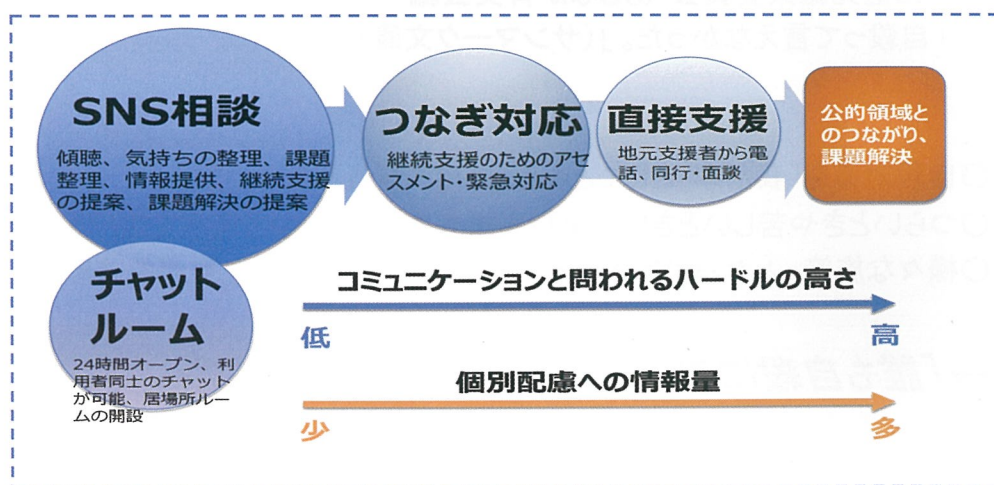 SNS相談
傾聴、気持ちの整理、課題
整理、情報提供、継続支援
の提案、課題解決の提案
つなぎ対応
継続支援のためのアセ
スメント・緊急対応
直接支援
地元支援者から電
話、同行・面談
公的領域と
のつながり、
課題解決
チャット
ルーム
24時間オープン、利
用者同士のチャット
が可能、居場所ルー
ムの開設
コミュニケーションと問われるハードルの高さ
低
高
個別配慮への情報量
少
多